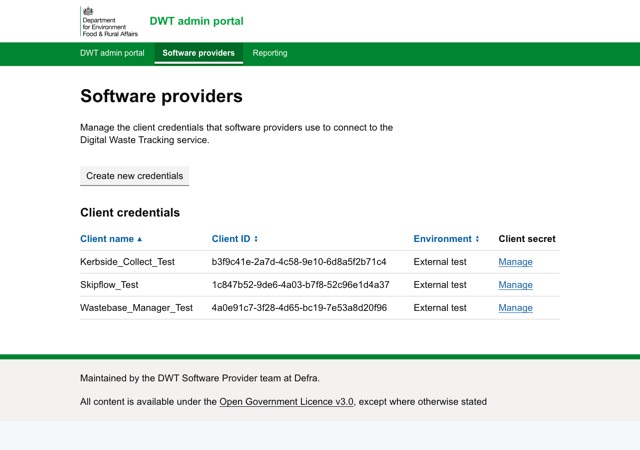 Department
for Environment
Food & Rural Affairs
DWT admin portal
DWT admin portal
Software providers
Reporting
Software providers
Manage the client credentials that software providers use to connect to the
Digital Waste Tracking service.
Create new credentials
Client credentials
Client name Client ID Environment Client secret
Kerbside_Collect_Test b3f9c41e-2a7d-4c58-9e10-6d8a5f2b71c4 External test Manage
Skipflow_Test 1c847b52-9de6-4a03-b7f8-52c96e1d4a37 External test Manage
Wastebase_Manager_Test 4a0e91c7-3f28-4d65-bc19-7e53a8d20f96 External test Manage
Maintained by the DWT Software Provider team at Defra.
All content is available under the Open Government Licence v3.0, except where otherwise stated